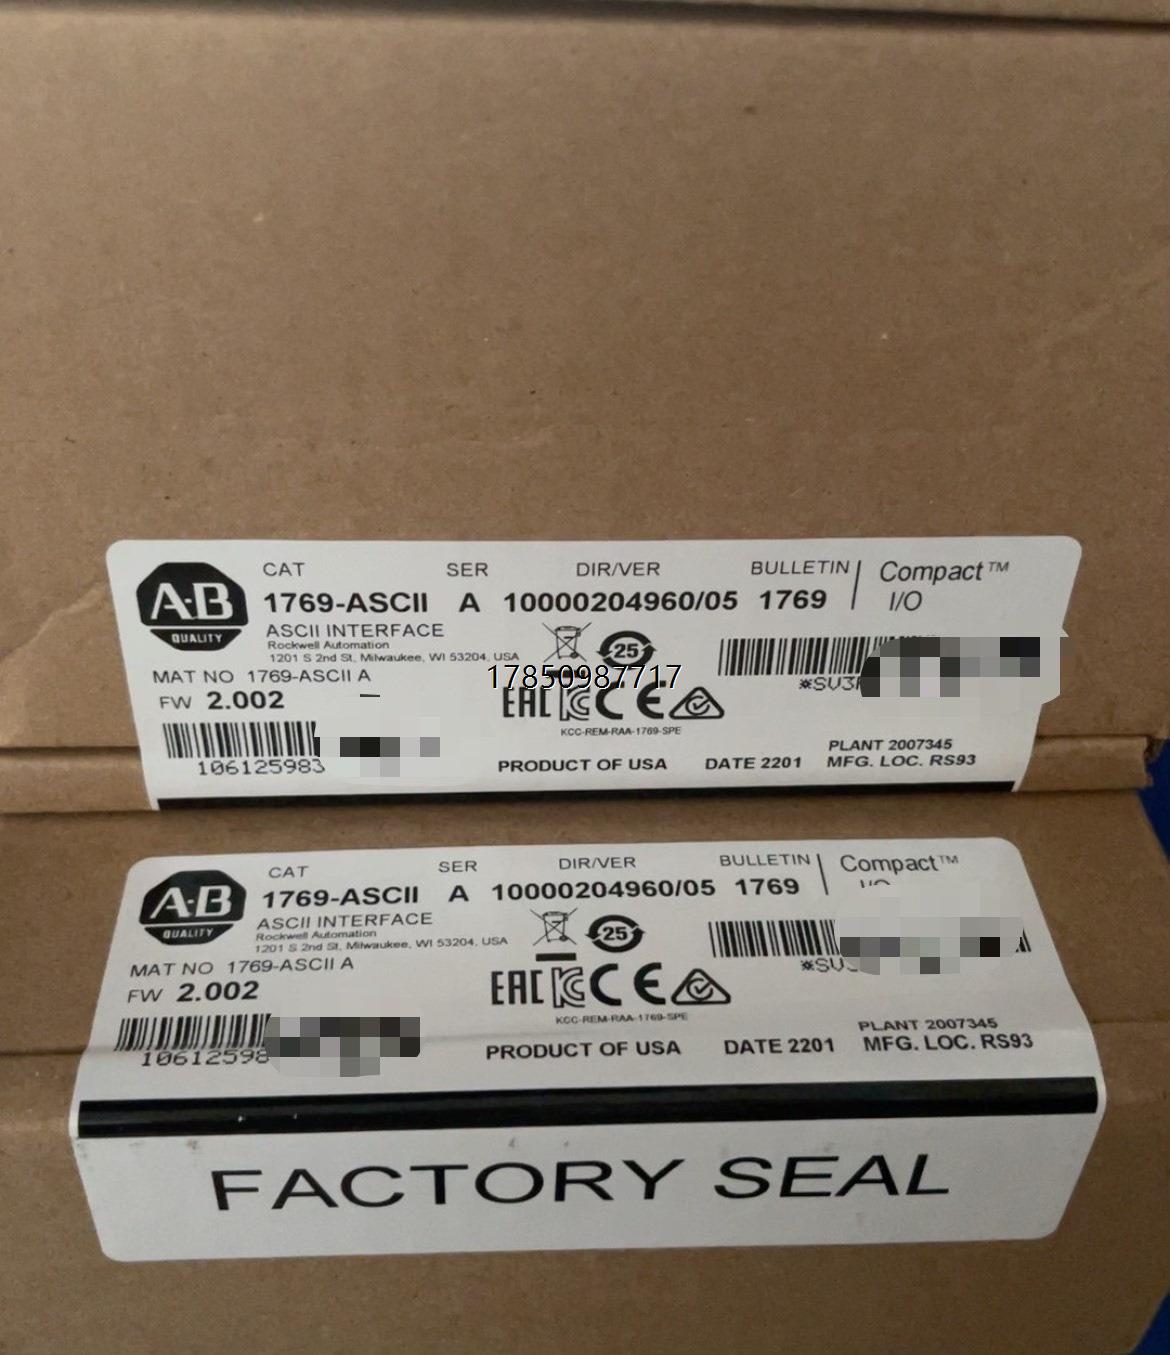 CAT SER DIR/VER BULLETIN Compact™
A-B 1769-ASCII A 10000204960/05 1769 I/O
QUALITY ASCII INTERFACE
Rockwell Automation
1201 S 2nd St, Milwaukee, WI 53204, USA
25
MAT NO 1769-ASCII A
17850987717
FW 2.002
EAC CE
KCC-REM-RAA-1769-SPE
106125983
PRODUCT OF USA DATE 2201
PLANT 2007345
MFG. LOC. RS93
CAT SER DIR/VER BULLETIN Compact™
A-B 1769-ASCII A 10000204960/05 1769
QUALITY ASCII INTERFACE
Rockwell Automation
1201 S 2nd St, Milwaukee, WI 53204, USA
25
MAT NO 1769-ASCII A
FW 2.002
EAC CE
KCC-REM-RAA-1769-SPE
10612598
PRODUCT OF USA DATE 2201
PLANT 2007345
MFG. LOC. RS93
FACTORY SEAL